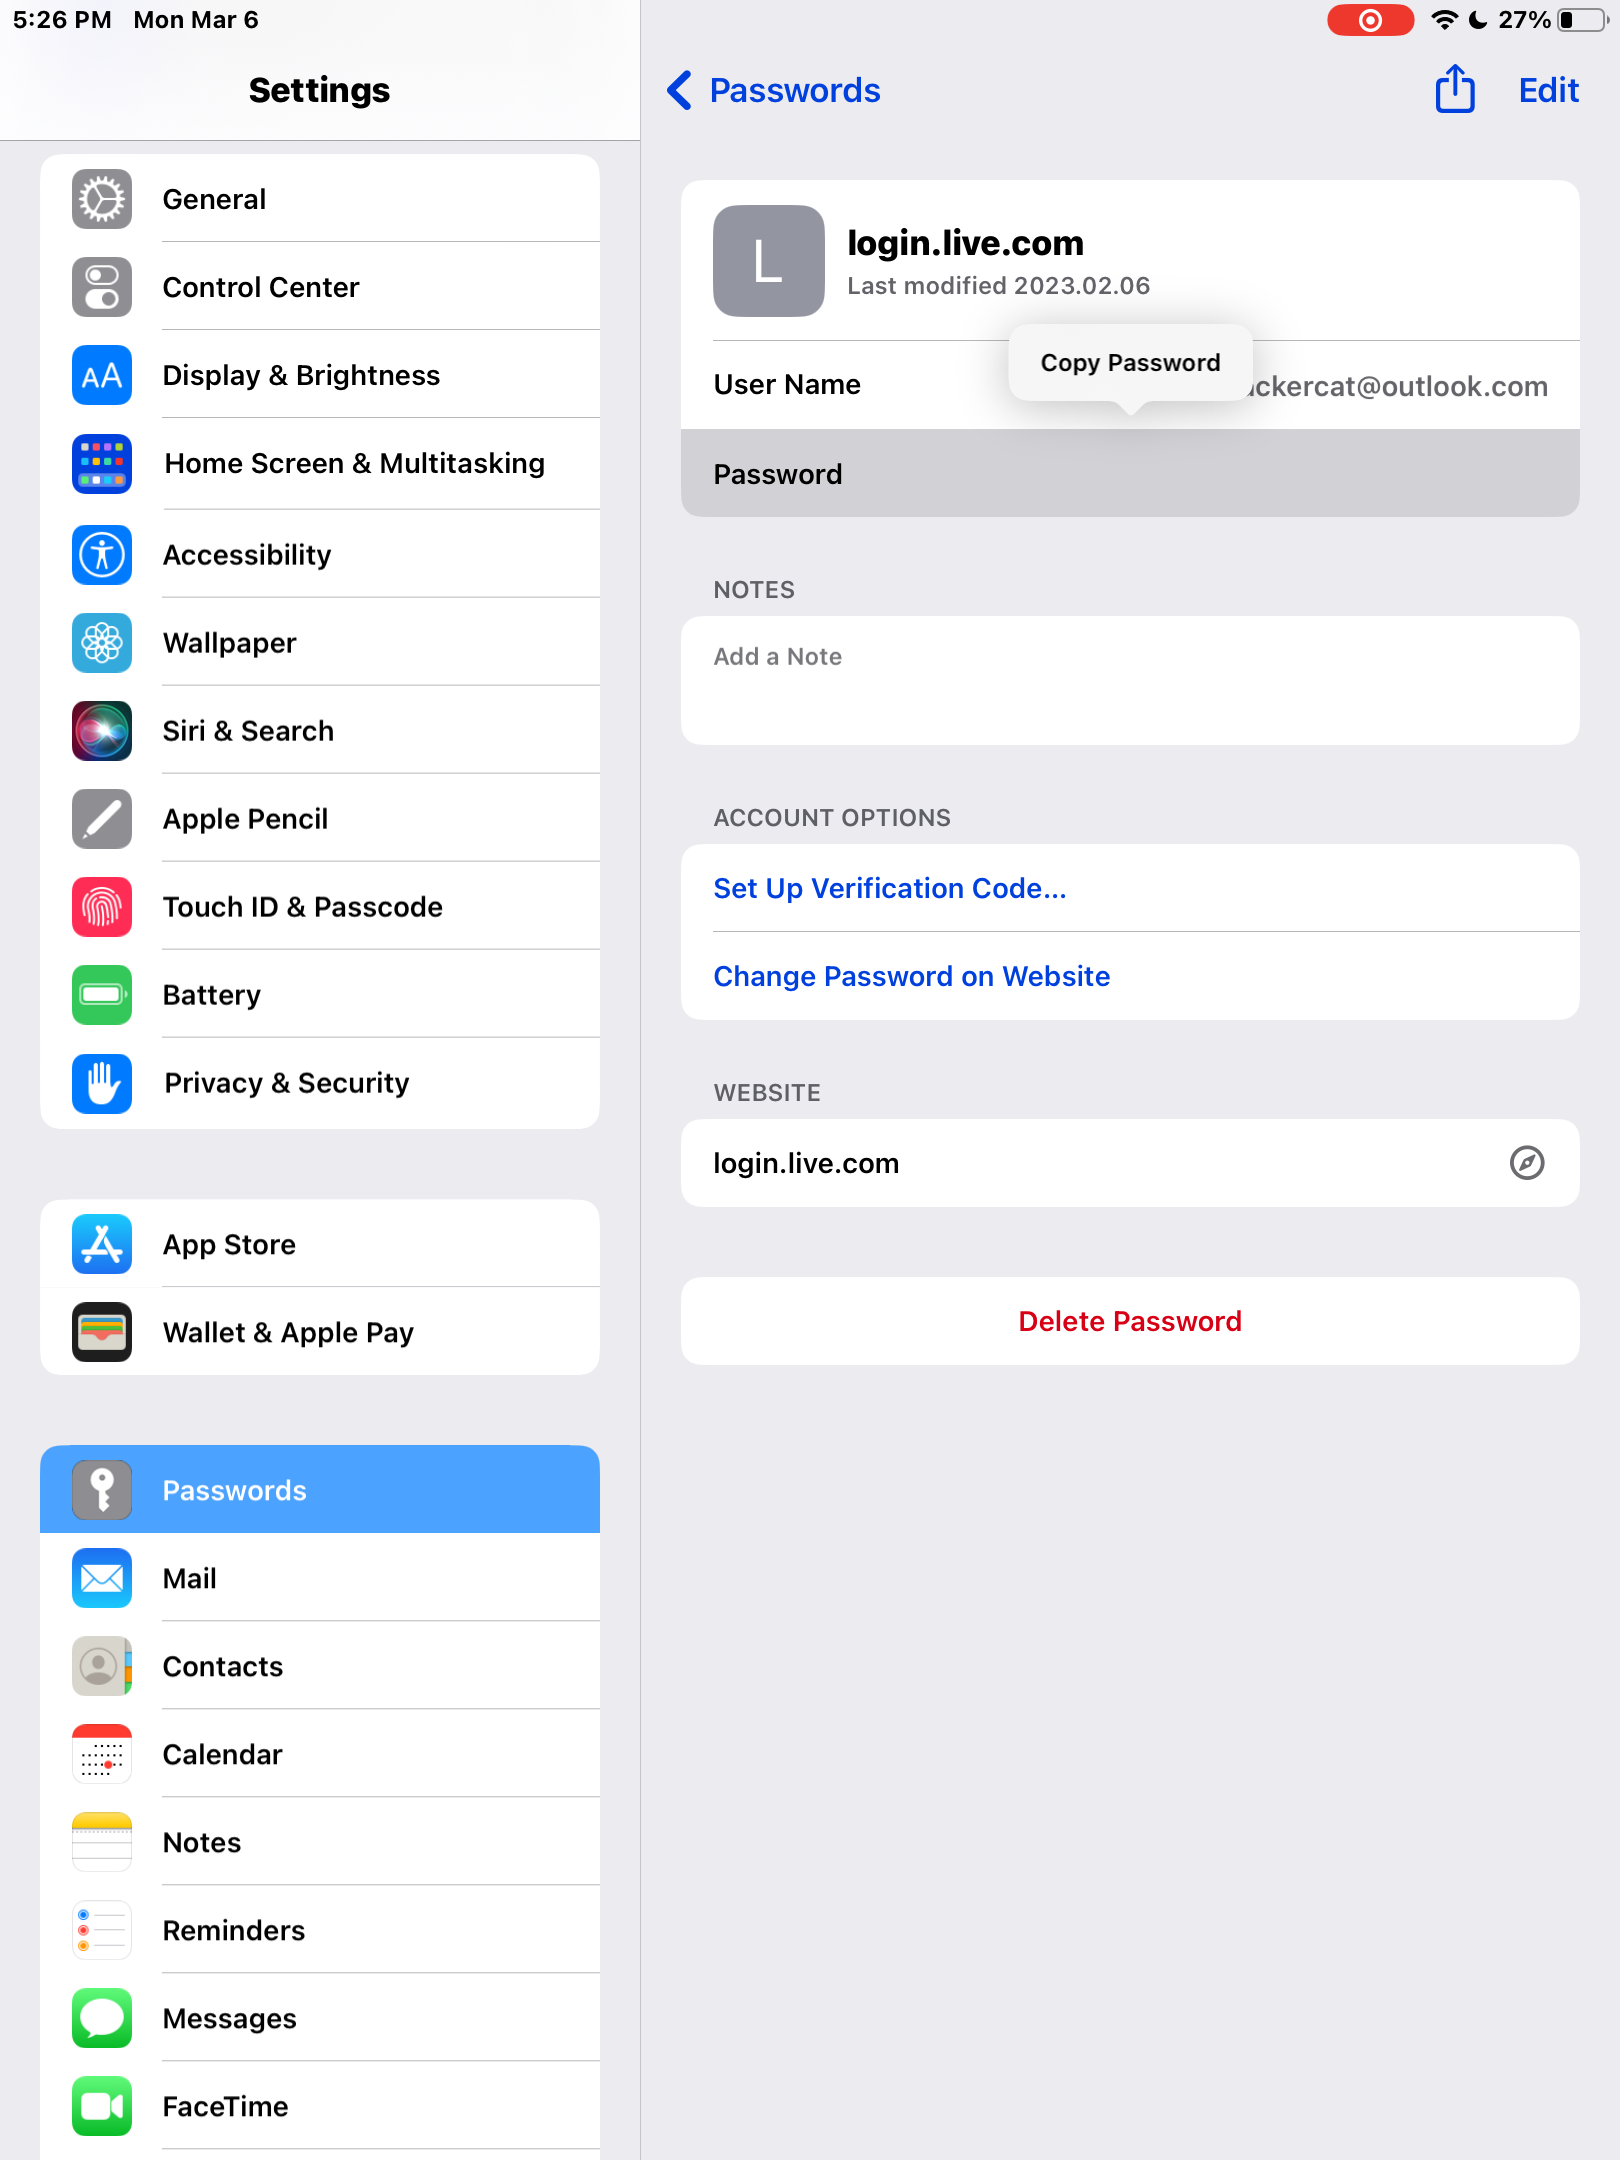 5:26 PM Mon Mar 6
27%
Settings
General
Control Center
AA Display & Brightness
Home Screen & Multitasking
Accessibility
Wallpaper
Siri & Search
Apple Pencil
Touch ID & Passcode
Battery
Privacy & Security
App Store
Wallet & Apple Pay
Passwords
Mail
Contacts
Calendar
Notes
Reminders
Messages
FaceTime
Passwords
Edit
L
login.live.com
Last modified 2023.02.06
Copy Password
User Name ckercat@outlook.com
Password
NOTES
Add a Note
ACCOUNT OPTIONS
Set Up Verification Code...
Change Password on Website
WEBSITE
login.live.com
Delete Password